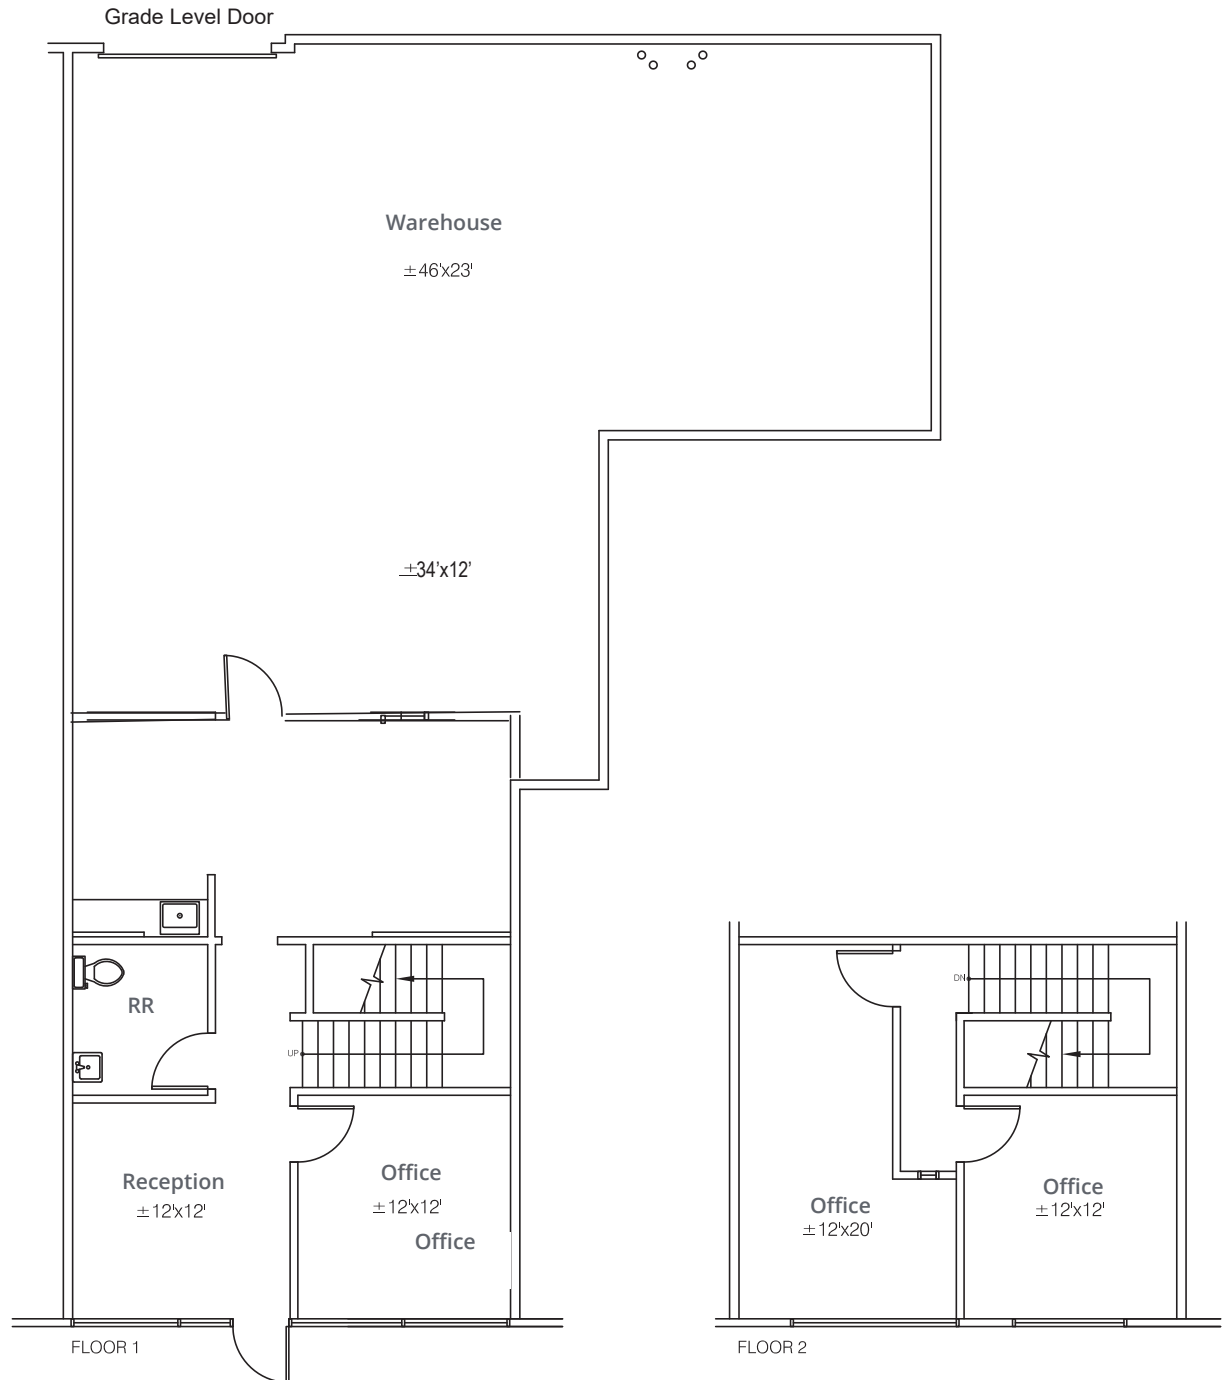 Grade Level Door
Warehouse
±46'x23'
±34'x12'
RR
UP
DN
Reception
±12'x12'
Office
±12'x12'
Office
Office
±12'x20'
Office
±12'x12'
FLOOR 1
FLOOR 2